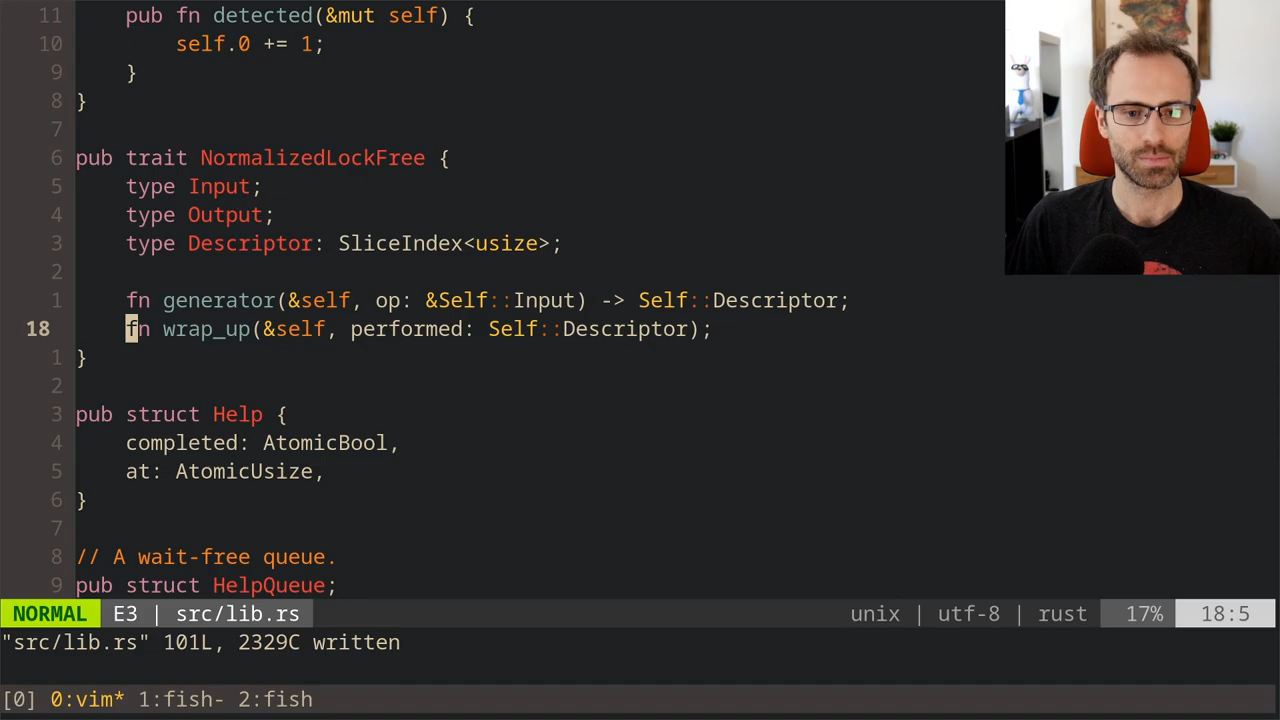 11 pub fn detected(&mut self) {
10 self.0 += 1;
9 }
8 }
7
6 pub trait NormalizedLockFree {
5 type Input;
4 type Output;
3 type Descriptor: SliceIndex<usize>;
2
1 fn generator(&self, op: &Self::Input) -> Self::Descriptor;
18 fn wrap_up(&self, performed: Self::Descriptor);
1 }
2
3 pub struct Help {
4 completed: AtomicBool,
5 at: AtomicUsize,
6 }
7
8 // A wait-free queue.
9 pub struct HelpQueue;
NORMAL E3 | src/lib.rs unix | utf-8 | rust 17% 18:5
"src/lib.rs" 101L, 2329C written
[0] 0:vim* 1:fish- 2:fish